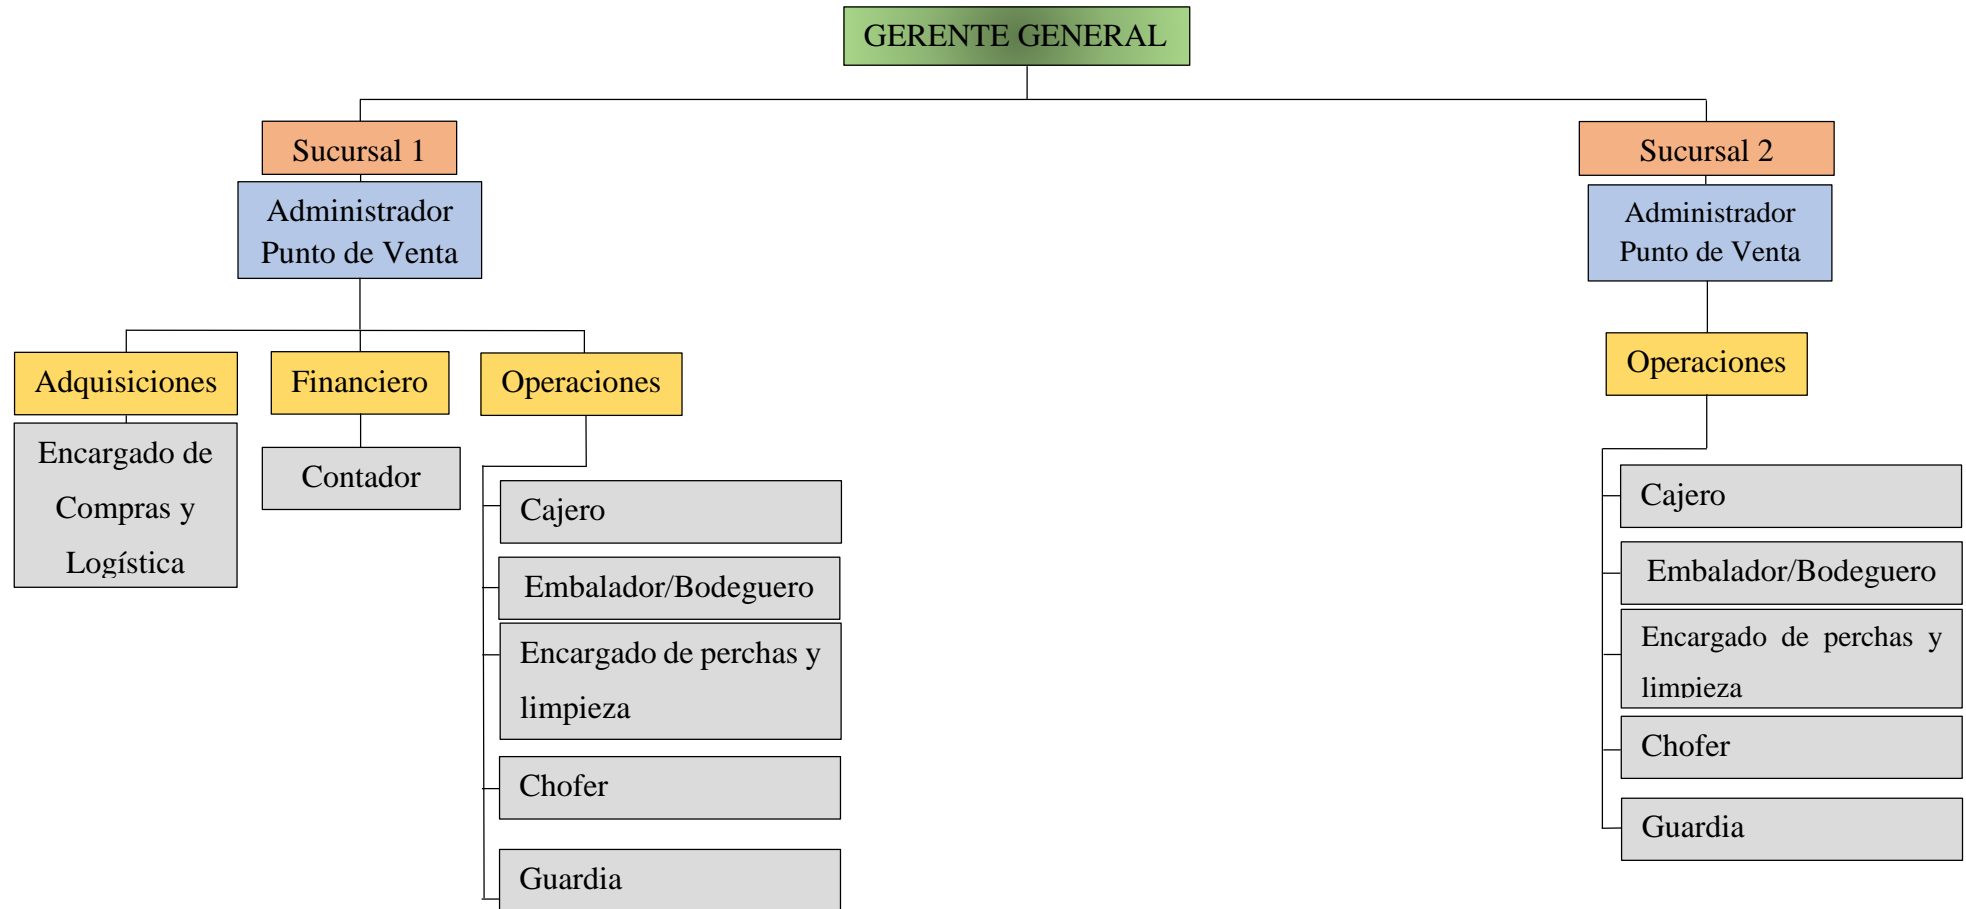 GERENTE GENERAL
Sucursal 1
Administrador
Punto de Venta
Adquisiciones
Encargado de
Compras y
Logística
Financiero
Contador
Operaciones
Cajero
Embalador/Bodeguero
Encargado de perchas y
limpieza
Chofer
Guardia
Sucursal 2
Administrador
Punto de Venta
Operaciones
Cajero
Embalador/Bodeguero
Encargado de perchas y
limpieza
Chofer
Guardia